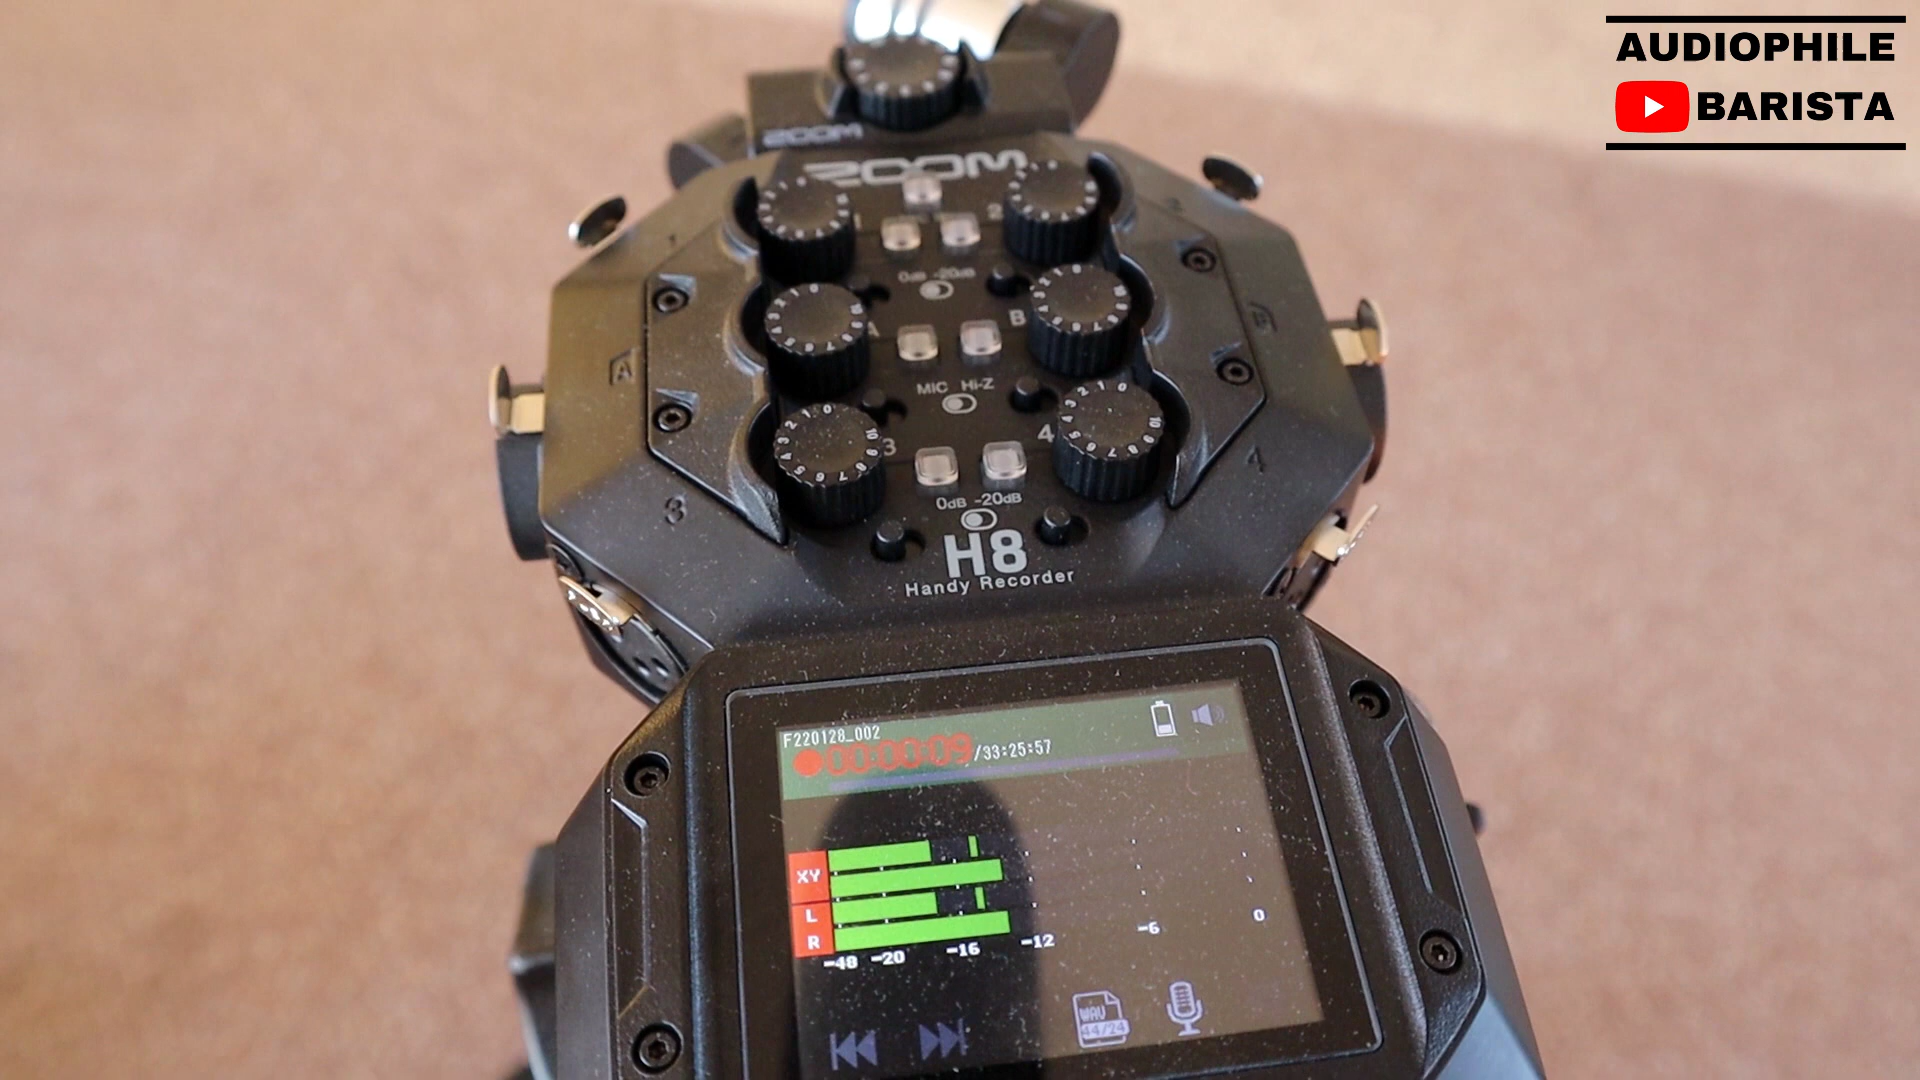 AUDIOPHILE
BARISTA
ZOOM
ZOOM
1
2
0dB -20dB
A
B
MIC Hi-Z
3
4
0dB -20dB
H8
Handy Recorder
A
B
3
4
F220128_002
00:00:09/33:25:57
XY
L
R
-48 -20 -16 -12 -6 0
WAV
44/24